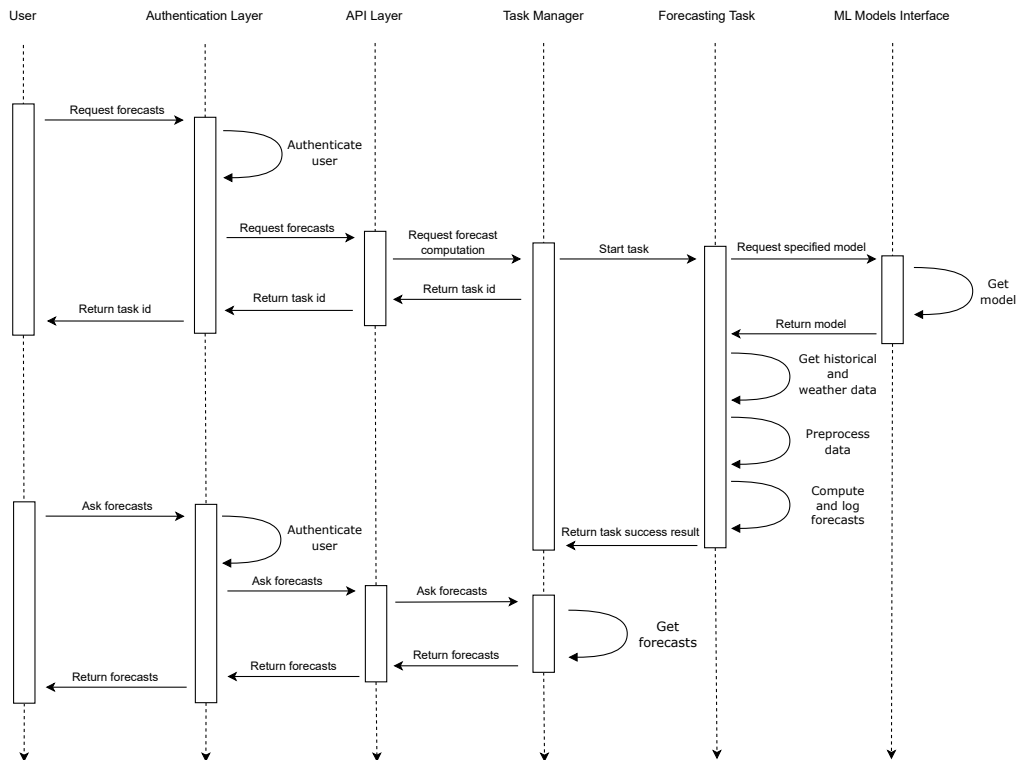 User
Authentication Layer
API Layer
Task Manager
Forecasting Task
ML Models Interface
Request forecasts
Authenticate
user
Request forecasts
Request forecast
computation
Start task
Request specified model
Get
model
Return task id
Return task id
Return task id
Return model
Get historical
and
weather data
Preprocess
data
Compute
and log
forecasts
Ask forecasts
Authenticate
user
Return task success result
Ask forecasts
Ask forecasts
Get
forecasts
Return forecasts
Return forecasts
Return forecasts